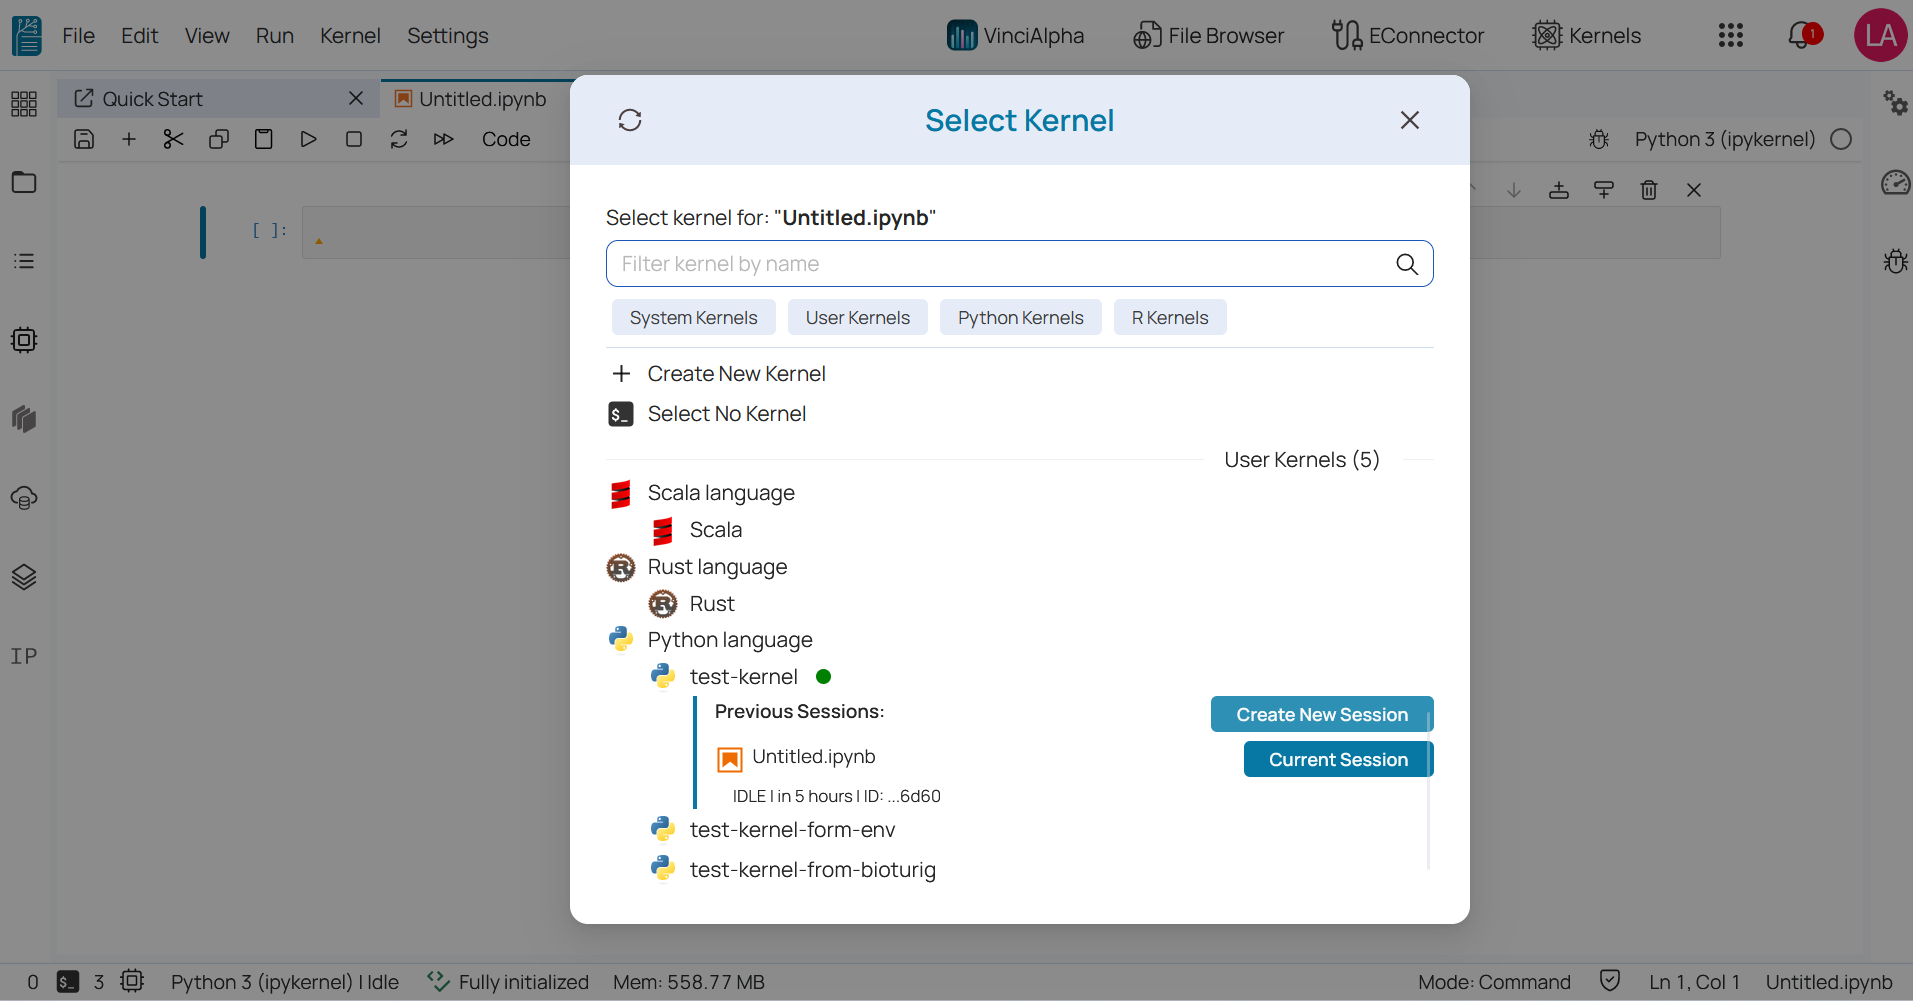 File Edit View Run Kernel Settings VinciAlpha File Browser EConnector Kernels 1 LA
Quick Start Untitled.ipynb
Code Python 3 (ipykernel)
[ ]:
IP
Select Kernel
Select kernel for: "Untitled.ipynb"
Filter kernel by name
System Kernels User Kernels Python Kernels R Kernels
Create New Kernel
$_ Select No Kernel
User Kernels (5)
Scala language
Scala
Rust language
Rust
Python language
test-kernel
Previous Sessions: Create New Session
Untitled.ipynb Current Session
IDLE | in 5 hours | ID: ...6d60
test-kernel-form-env
test-kernel-from-bioturig
0 $_ 3 Python 3 (ipykernel) | Idle Fully initialized Mem: 558.77 MB Mode: Command Ln 1, Col 1 Untitled.ipynb